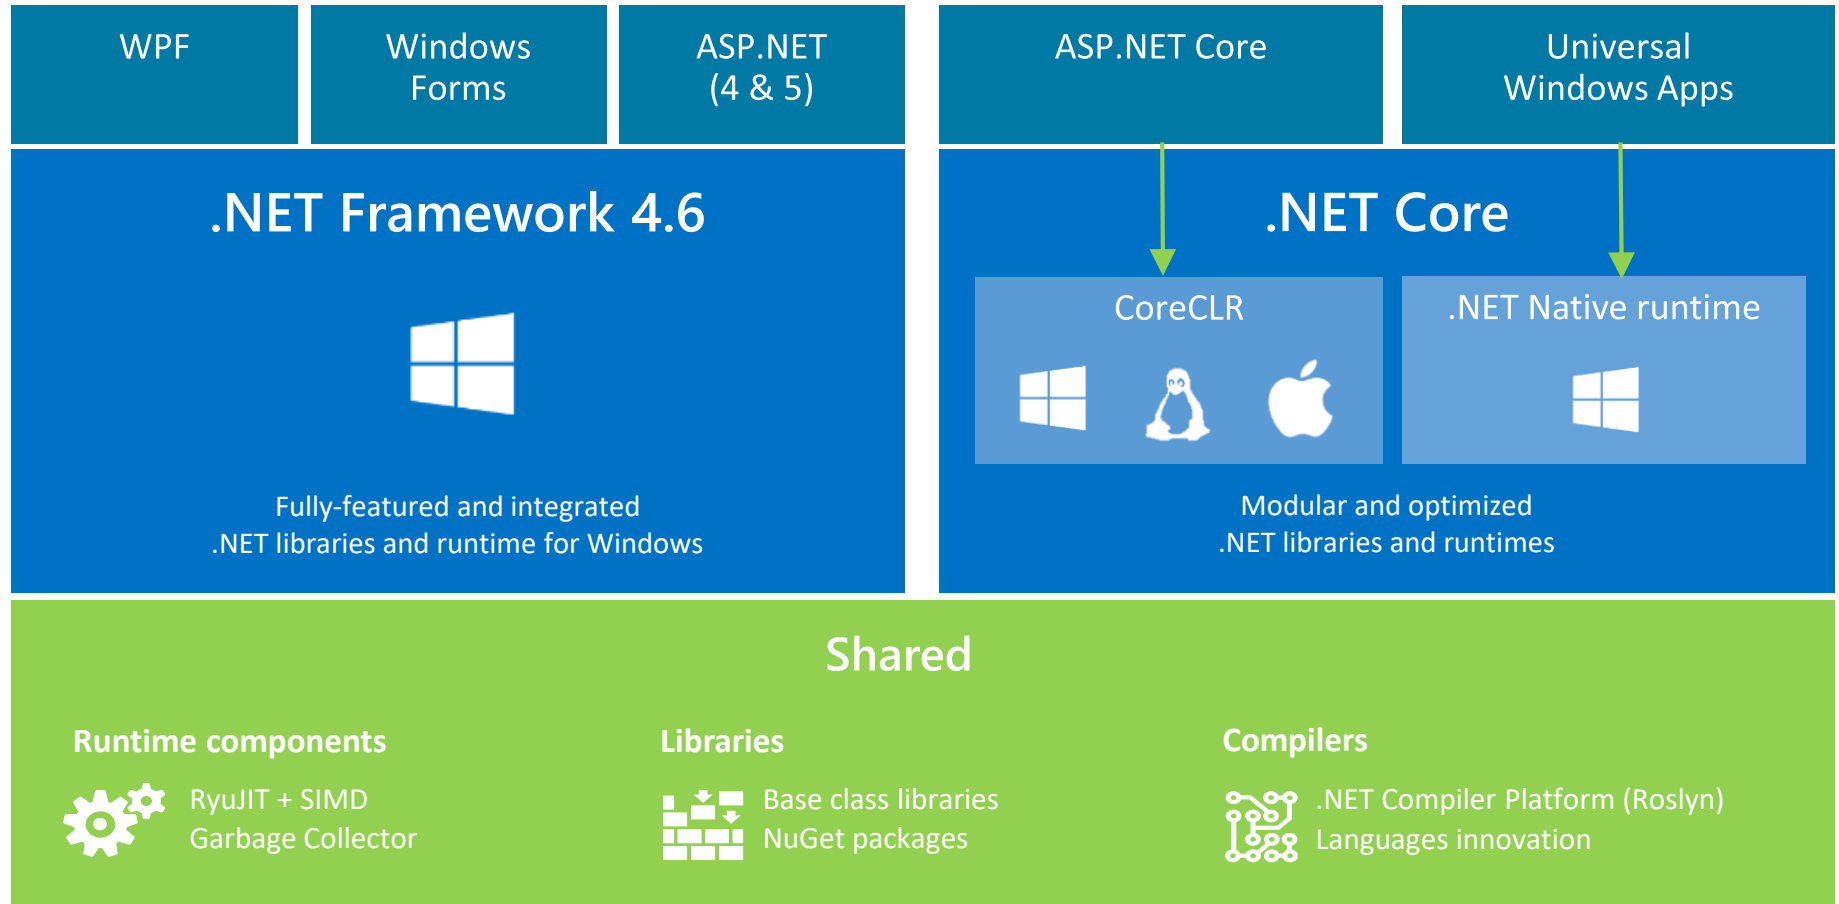 WPF
Windows
Forms
ASP.NET
(4 & 5)
ASP.NET Core
Universal
Windows Apps
.NET Framework 4.6
Fully-featured and integrated
.NET libraries and runtime for Windows
.NET Core
CoreCLR
.NET Native runtime
Modular and optimized
.NET libraries and runtimes
Shared
Runtime components
RyuJIT + SIMD
Garbage Collector
Libraries
Base class libraries
NuGet packages
Compilers
.NET Compiler Platform (Roslyn)
Languages innovation